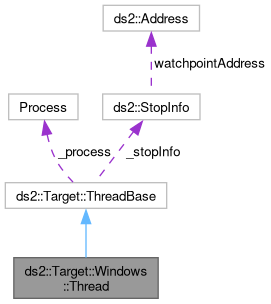 ds2::Address
watchpointAddress
Process
ds2::StopInfo
_process
_stopInfo
ds2::Target::ThreadBase
ds2::Target::Windows
::Thread